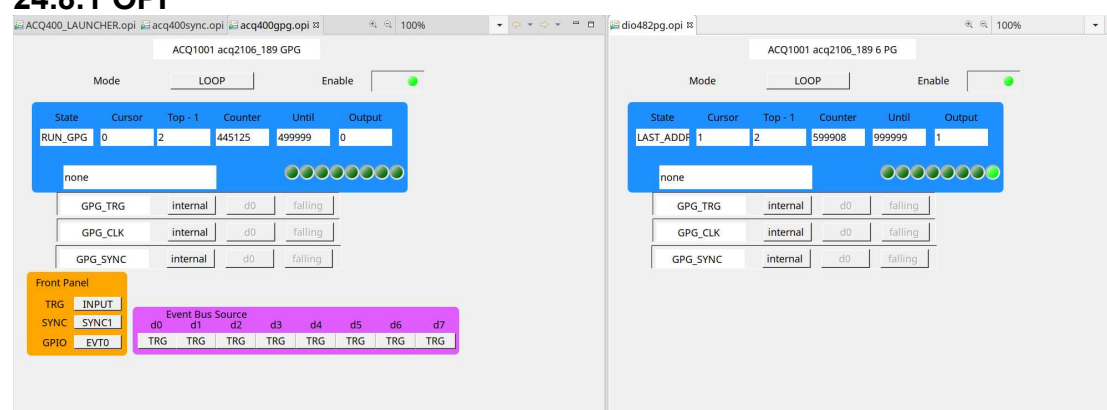 24.8.1 OPI
ACQ400_LAUNCHER.opi acq400sync.opi acq400gpg.opi 100%
ACQ1001 acq2106_189 GPG
Mode LOOP Enable
State Cursor Top - 1 Counter Until Output
RUN_GPG 0 2 445125 499999 0
none
GPG_TRG internal d0 falling
GPG_CLK internal d0 falling
GPG_SYNC internal d0 falling
Front Panel
TRG INPUT
SYNC SYNC1
GPIO EVT0
Event Bus Source
d0 d1 d2 d3 d4 d5 d6 d7
TRG TRG TRG TRG TRG TRG TRG TRG
dio482pg.opi 100%
ACQ1001 acq2106_189 6 PG
Mode LOOP Enable
State Cursor Top - 1 Counter Until Output
LAST_ADDR 1 2 599908 999999 1
none
GPG_TRG internal d0 falling
GPG_CLK internal d0 falling
GPG_SYNC internal d0 falling